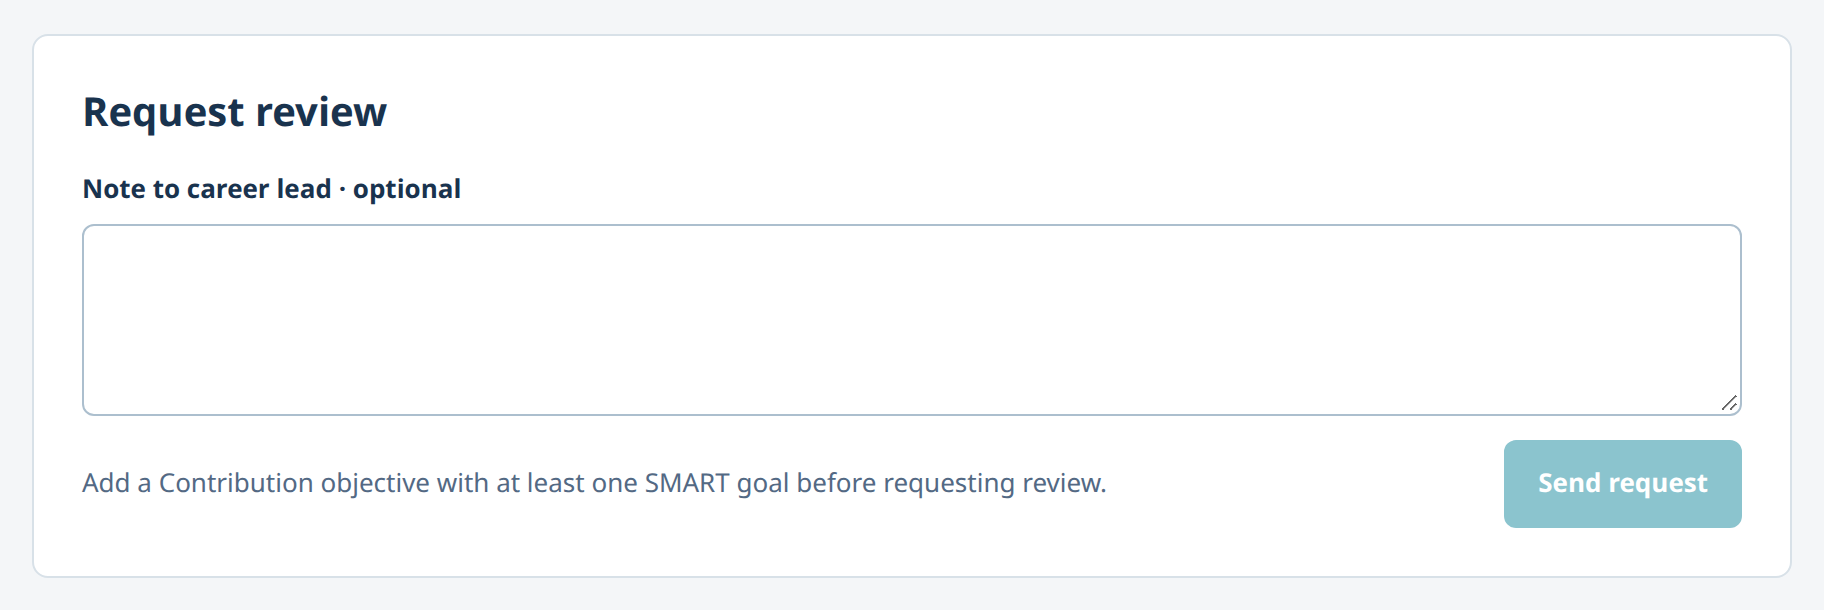 Request review
Note to career lead · optional
Add a Contribution objective with at least one SMART goal before requesting review.
Send request